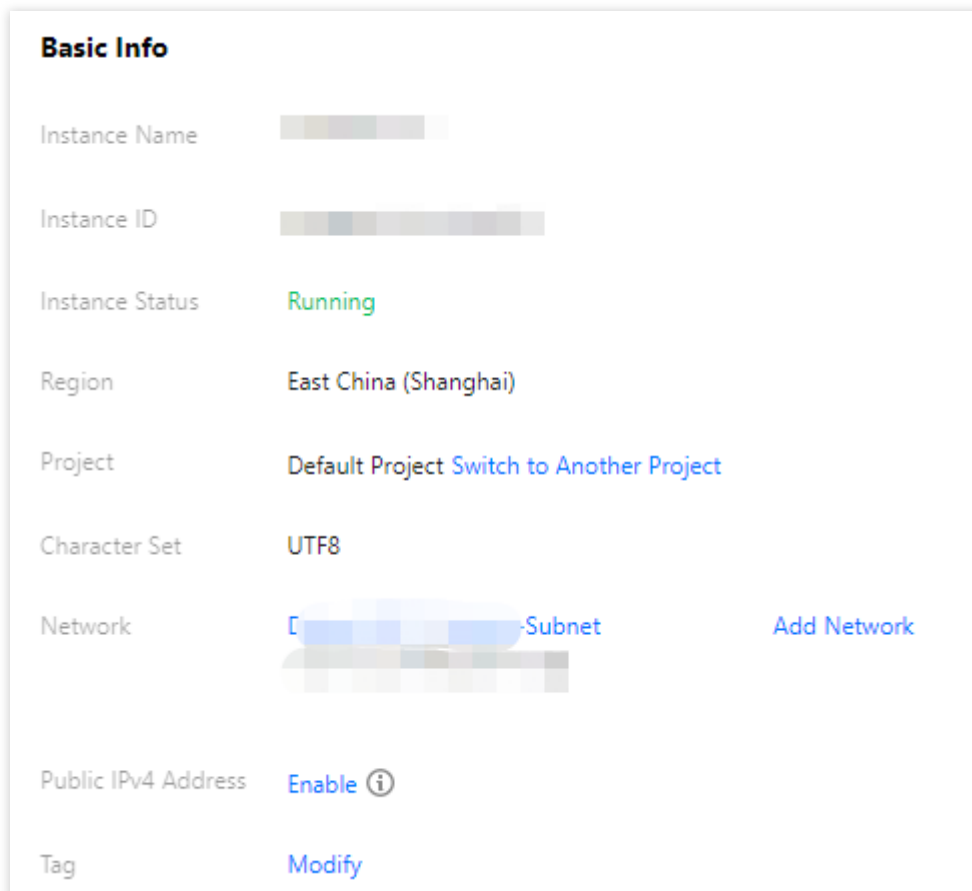 Basic Info
Instance Name
Instance ID
Instance Status Running
Region East China (Shanghai)
Project Default Project Switch to Another Project
Character Set UTF8
Network -Subnet Add Network
Public IPv4 Address Enable
Tag Modify